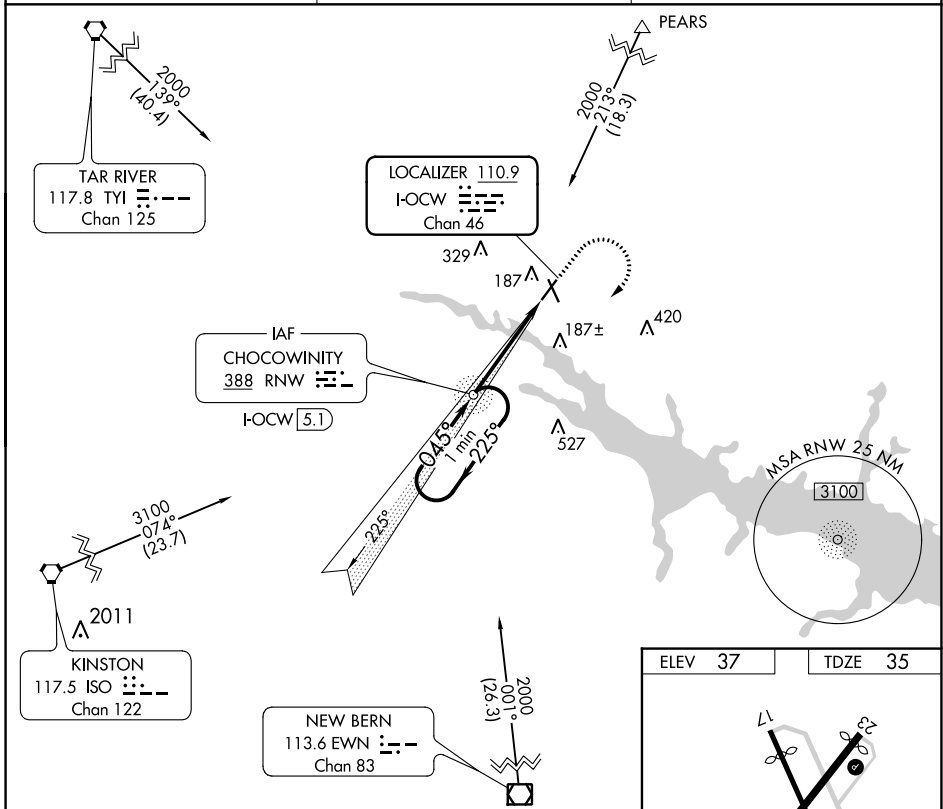 PEARS
2000
139°
(40.4)
2000
213°
(18.3)
TAR RIVER
117.8 TYI
Chan 125
LOCALIZER 110.9
I-OCW
Chan 46
329
187
187±
420
IAF
CHOCOWINITY
388 RNW
I-OCW 5.1
045°
1 min
225°
527
225°
MSA RNW 25 NM
3100
3100
074°
(23.7)
2011
KINSTON
117.5 ISO
Chan 122
2000
001°
(26.3)
NEW BERN
113.6 EWN
Chan 83
ELEV 37
TDZE 35
17
23
P